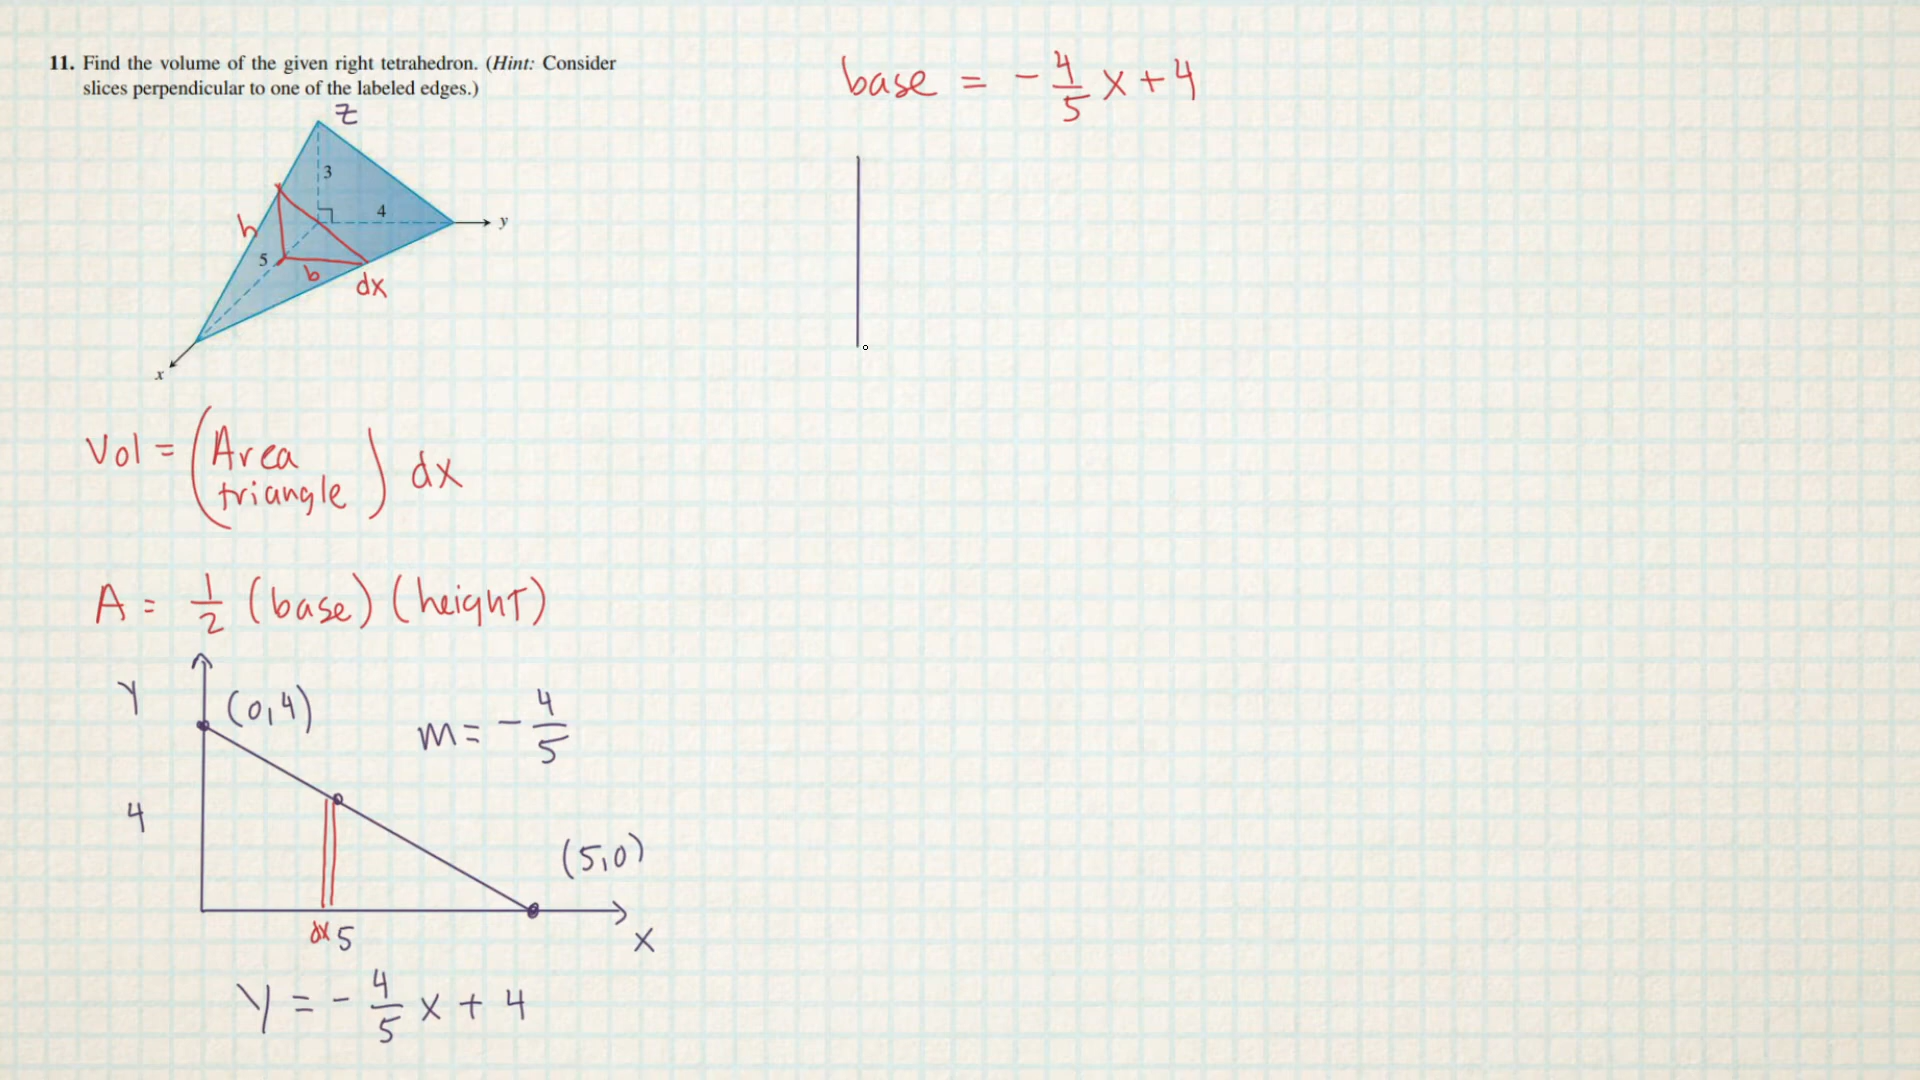 11. Find the volume of the given right tetrahedron. (Hint: Consider
slices perpendicular to one of the labeled edges.)
z
3
4
y
h
5
b
dx
x
Vol = (Area triangle) dx
A = 1/2 (base)(height)
y
(0,4)
m = - 4/5
4
(5,0)
dx 5
x
y = - 4/5 x + 4
base = - 4/5 x + 4